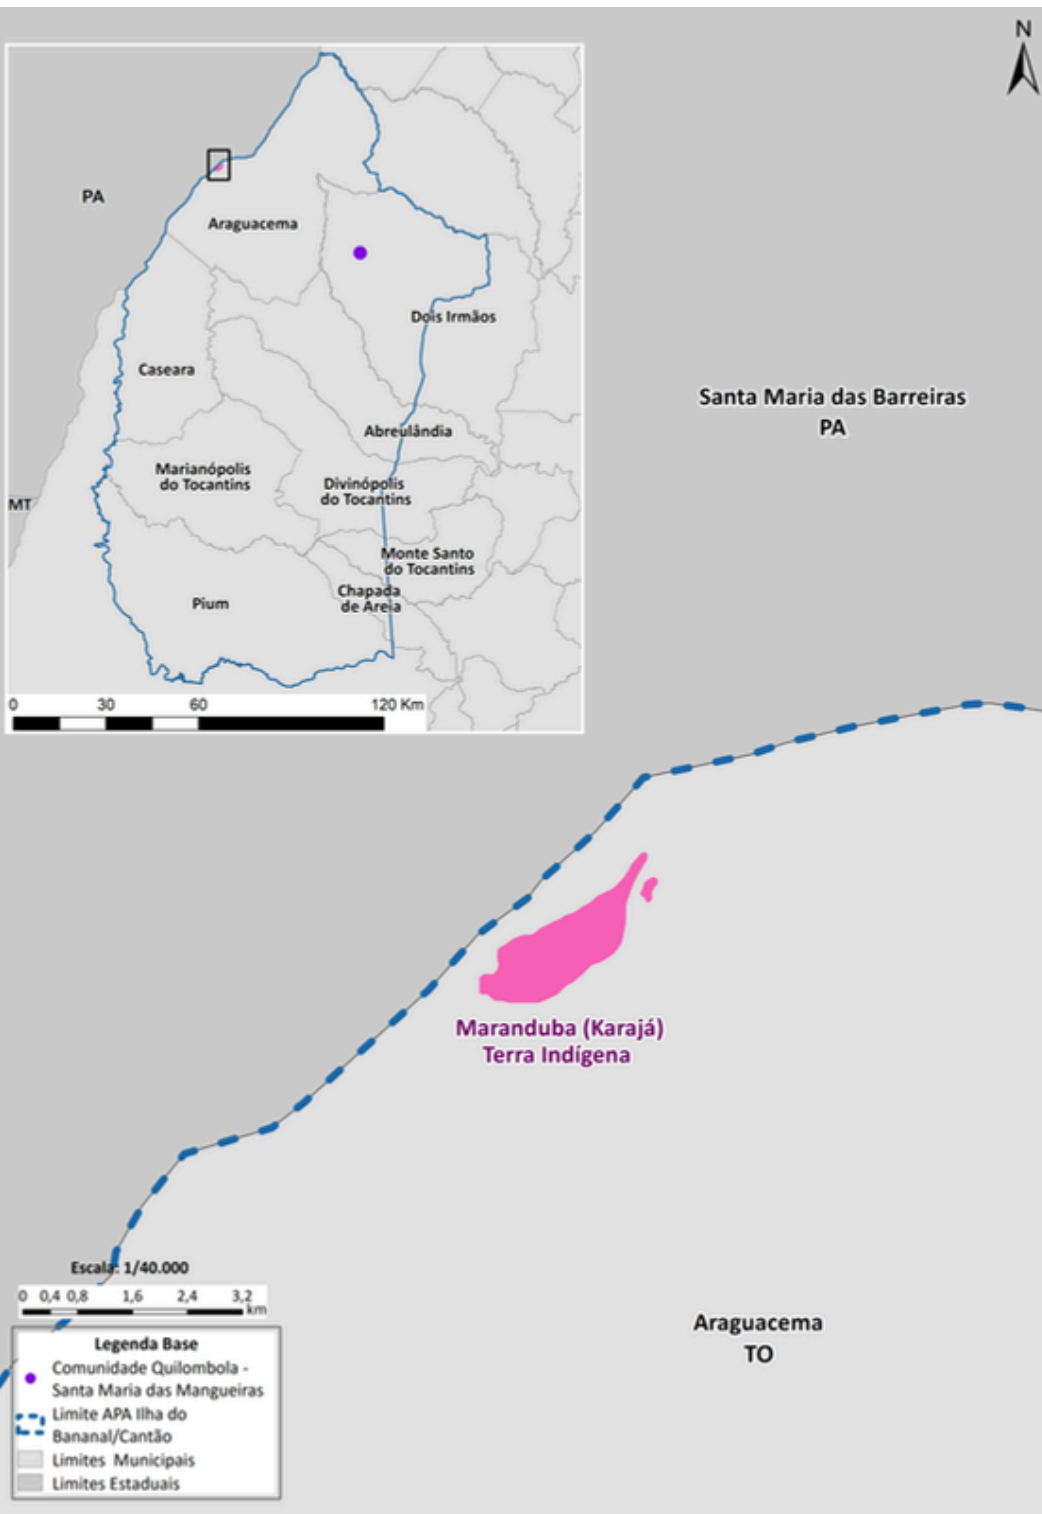 N
PA
Araguacema
Dois Irmãos
Caseara
Abreulândia
Marianópolis
do Tocantins
Divinópolis
do Tocantins
MT
Monte Santo
do Tocantins
Chapada
de Areia
Pium
0 30 60 120 Km
Santa Maria das Barreiras
PA
Maranduba (Karajá)
Terra Indígena
Araguacema
TO
Escala: 1/40.000
0 0,4 0,8 1,6 2,4 3,2
km
Legenda Base
Comunidade Quilombola -
Santa Maria das Mangueiras
Limite APA Ilha do
Bananal/Cantão
Limites Municipais
Limites Estaduais